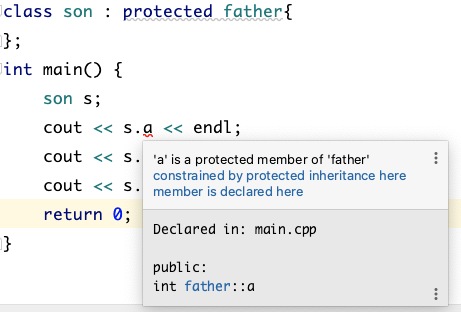 class son : protected father{
};
int main() {
son s;
cout << s.a << endl;
cout << s.
cout << s.
return 0;
}
'a' is a protected member of 'father'
constrained by protected inheritance here
member is declared here
Declared in: main.cpp
public:
int father::a